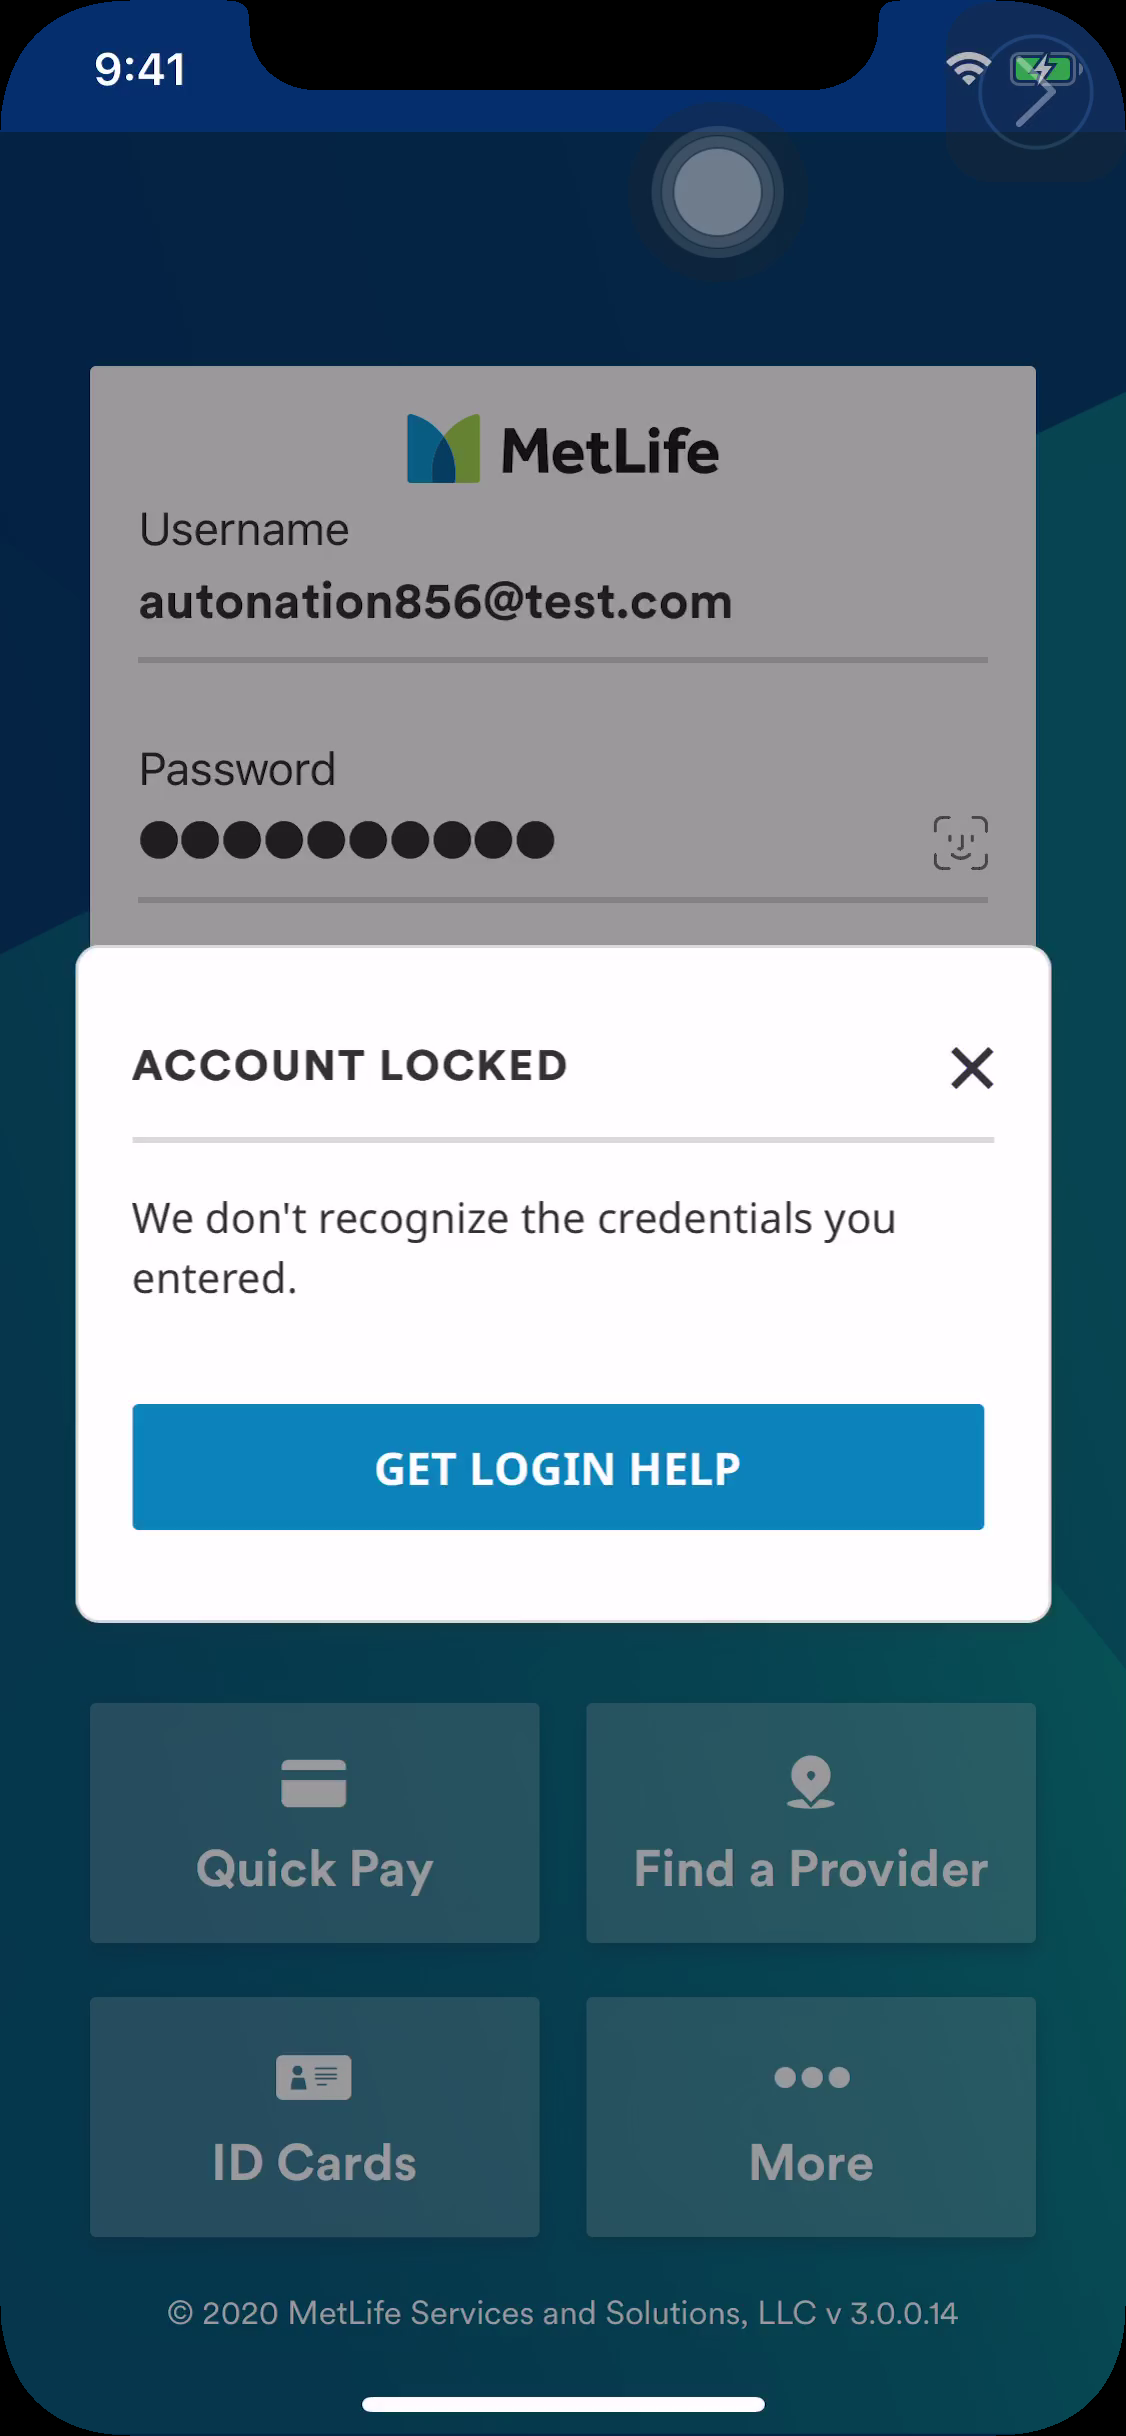 9:41
MetLife
Username
autonation856@test.com
Password
ACCOUNT LOCKED
We don't recognize the credentials you
entered.
GET LOGIN HELP
Quick Pay
Find a Provider
ID Cards
More
© 2020 MetLife Services and Solutions, LLC v 3.0.0.14